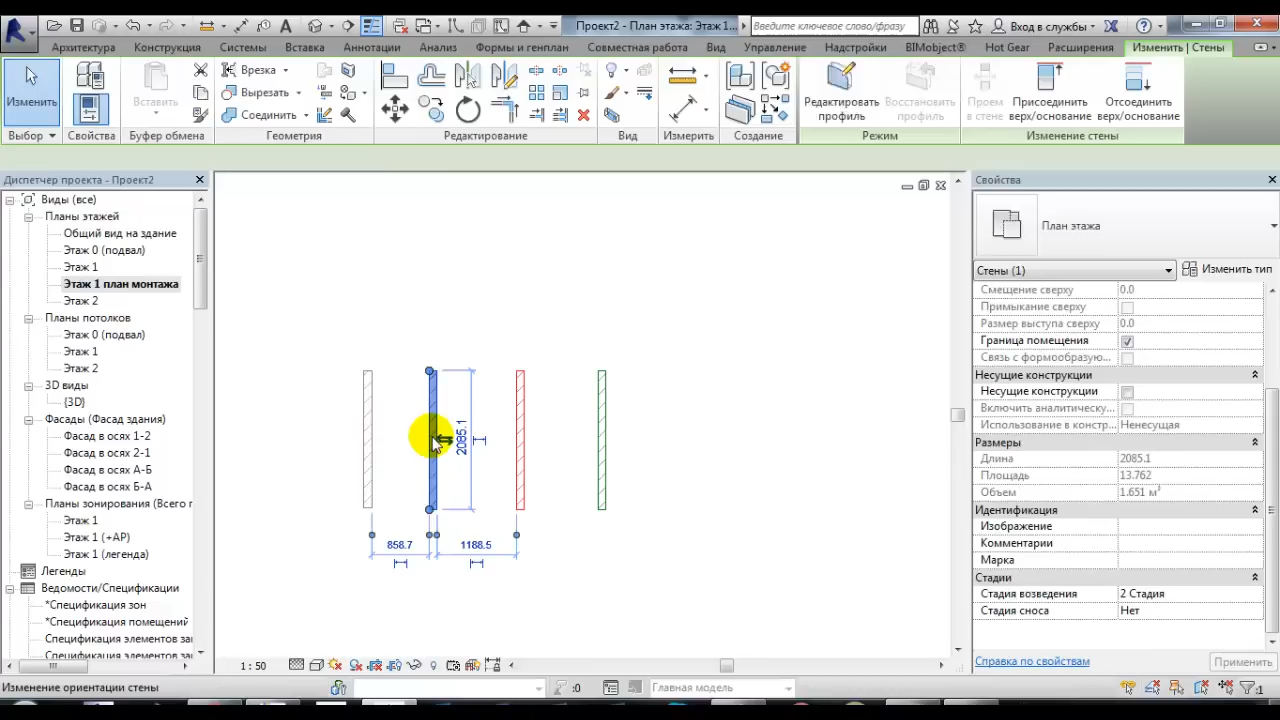 Проект2 - План этажа: Этаж 1...
Введите ключевое слово/фразу
Вход в службы
Архитектура
Конструкция
Системы
Вставка
Аннотации
Анализ
Формы и генплан
Совместная работа
Вид
Управление
Надстройки
BIMobject®
Hot Gear
Расширения
Изменить | Стены
Изменить
Вставить
Врезка
Вырезать
Соединить
Редактировать профиль
Восстановить профиль
Проем в стене
Присоединить верх/основание
Отсоединить верх/основание
Выбор
Свойства
Буфер обмена
Геометрия
Редактирование
Вид
Измерить
Создание
Режим
Изменение стены
Диспетчер проекта - Проект2
Виды (все)
Планы этажей
Общий вид на здание
Этаж 0 (подвал)
Этаж 1
Этаж 1 план монтажа
Этаж 2
Планы потолков
Этаж 0 (подвал)
Этаж 1
Этаж 2
3D виды
{3D}
Фасады (Фасад здания)
Фасад в осях 1-2
Фасад в осях 2-1
Фасад в осях А-Б
Фасад в осях Б-А
Планы зонирования (Всего п
Этаж 1
Этаж 1 (+АР)
Этаж 1 (легенда)
Легенды
Ведомости/Спецификации
*Спецификация зон
*Спецификация помещений
Спецификация элементов за
2085.1
858.7
1188.5
1 : 50
Свойства
План этажа
Стены (1)
Изменить тип
Смещение сверху 0.0
Примыкание сверху
Размер выступа сверху 0.0
Граница помещения
Связь с формообразую...
Несущие конструкции
Несущие конструкции
Включить аналитическу...
Использование в констр... Ненесущая
Размеры
Длина 2085.1
Площадь 13.762
Объем 1.651 м³
Идентификация
Изображение
Комментарии
Марка
Стадии
Стадия возведения 2 Стадия
Стадия сноса Нет
Справка по свойствам
Применить
Изменение ориентации стены
:0
Главная модель
:1